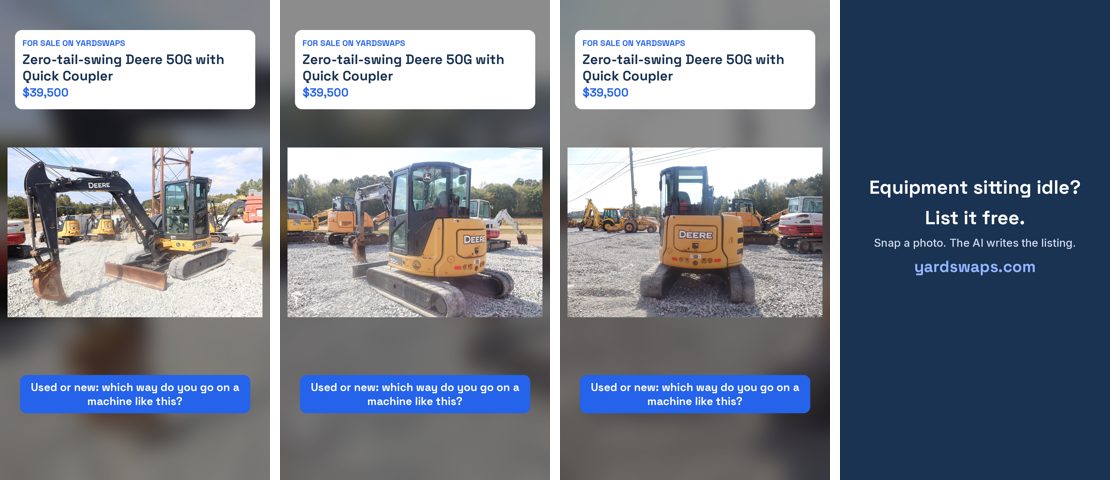 FOR SALE ON YARDSWAPS
Zero-tail-swing Deere 50G with
Quick Coupler
$39,500
DEERE
Used or new: which way do you go on a
machine like this?
FOR SALE ON YARDSWAPS
Zero-tail-swing Deere 50G with
Quick Coupler
$39,500
DEERE
Used or new: which way do you go on a
machine like this?
FOR SALE ON YARDSWAPS
Zero-tail-swing Deere 50G with
Quick Coupler
$39,500
DEERE
Used or new: which way do you go on a
machine like this?
Equipment sitting idle?
List it free.
Snap a photo. The AI writes the listing.
yardswaps.com